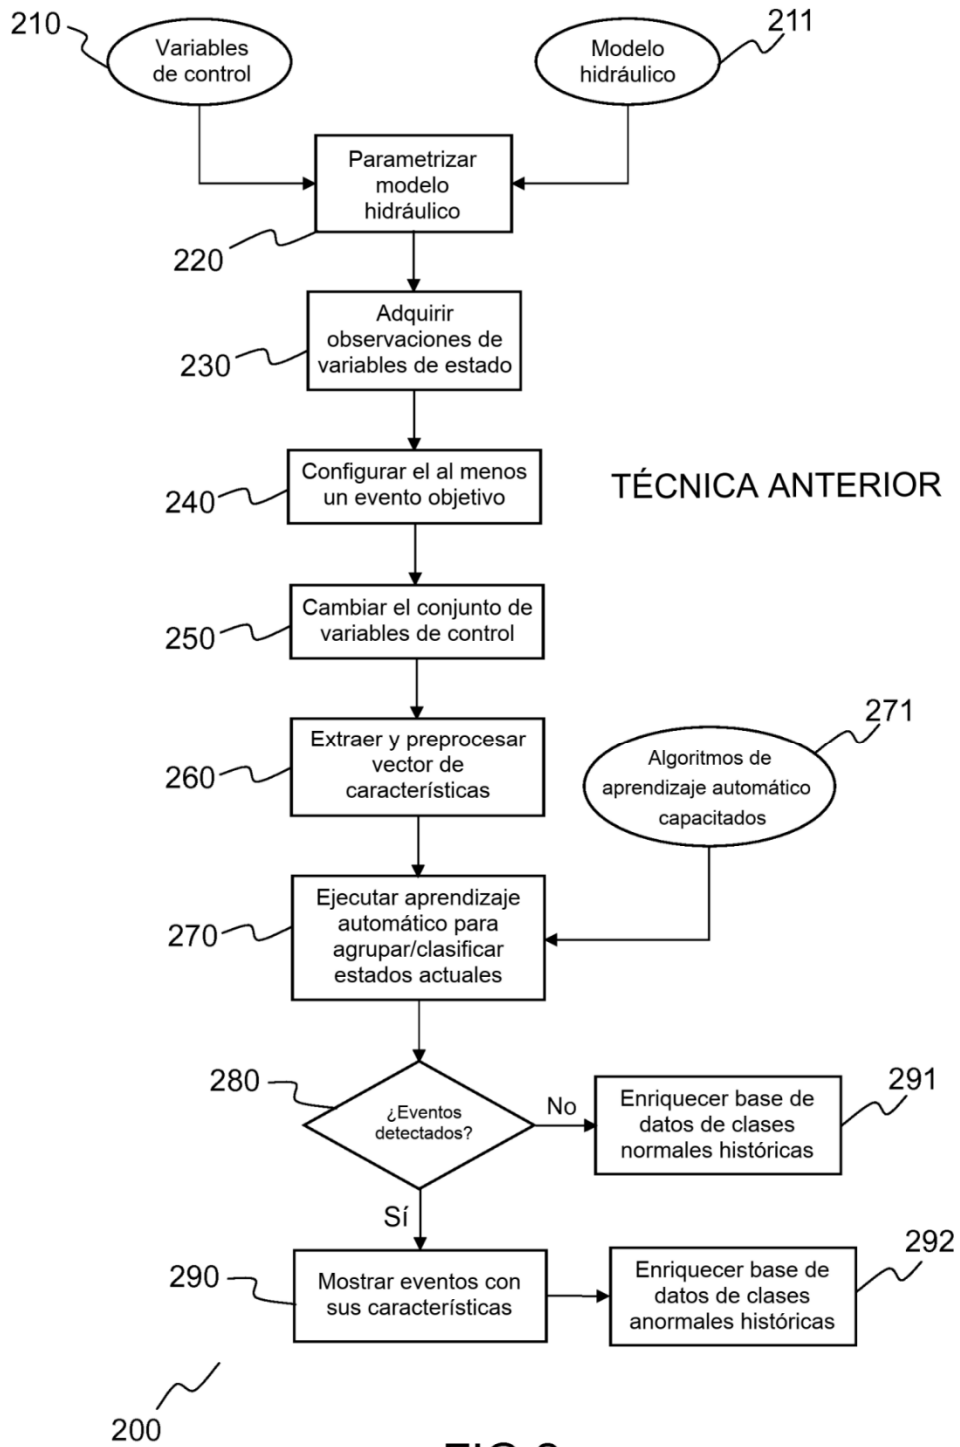 210
Variables
de control
Modelo
hidráulico
211
Parametrizar
modelo
hidráulico
220
Adquirir
observaciones de
variables de estado
230
Configurar el al menos
un evento objetivo
240
TÉCNICA ANTERIOR
Cambiar el conjunto de
variables de control
250
Extraer y preprocesar
vector de
características
260
271
Algoritmos de
aprendizaje automático
capacitados
Ejecutar aprendizaje
automático para
agrupar/clasificar
estados actuales
270
280
¿Eventos
detectados?
No
Enriquecer base de
datos de clases
normales históricas
291
Sí
290
Mostrar eventos con
sus características
Enriquecer base de
datos de clases
anormales históricas
292
200